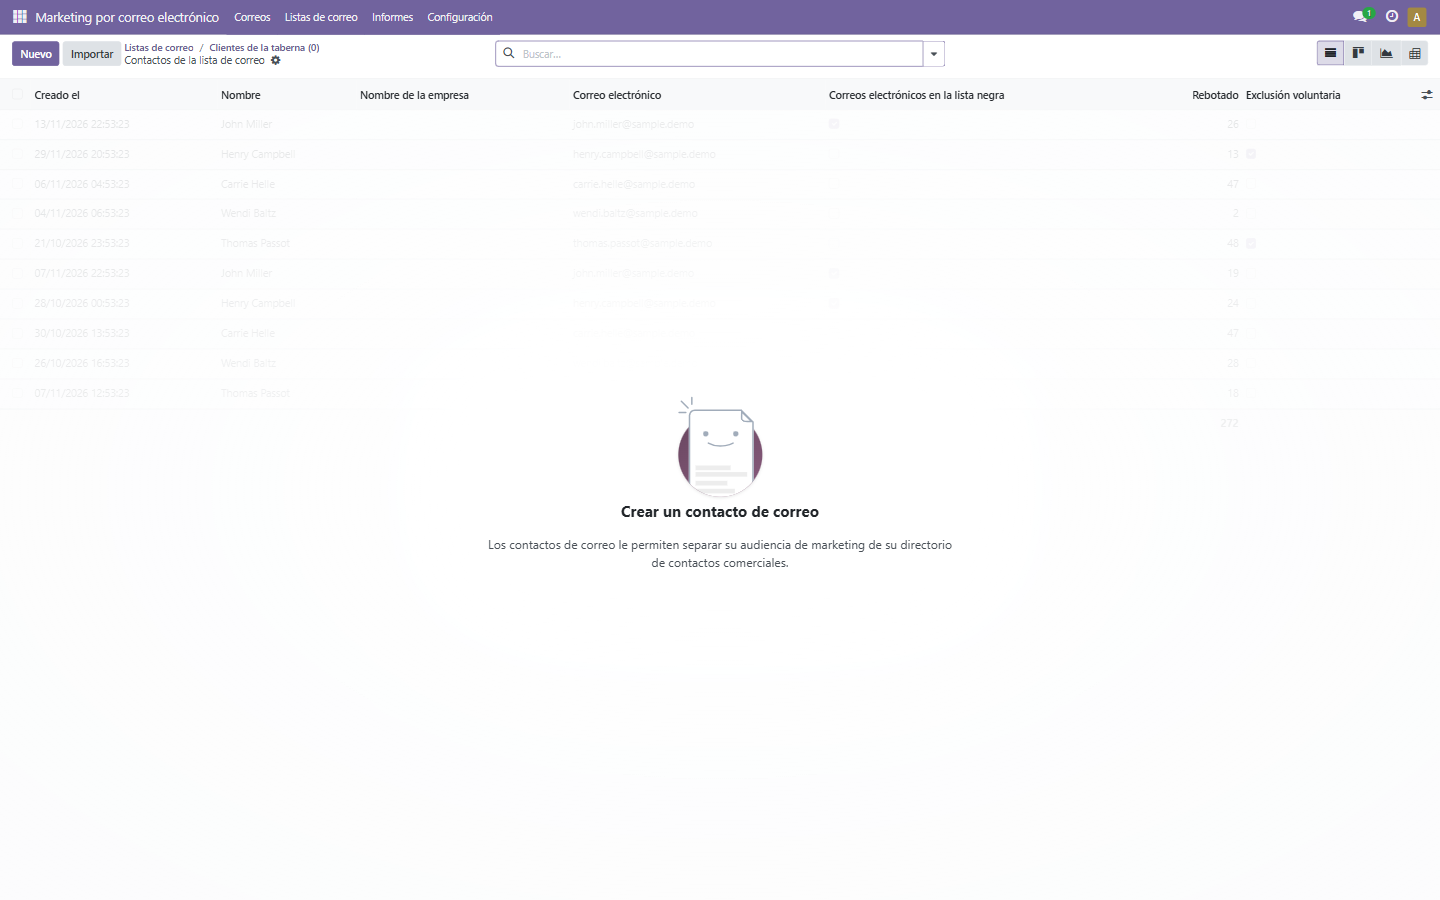 Marketing por correo electrónico Correos Listas de correo Informes Configuración 1 A
Nuevo Importar Listas de correo / Clientes de la taberna (0) Buscar...
Contactos de la lista de correo
Creado el Nombre Nombre de la empresa Correo electrónico Correos electrónicos en la lista negra Rebotado Exclusión voluntaria
13/11/2026 22:53:23 John Miller john.miller@sample.demo 26
29/11/2026 20:53:23 Henry Campbell henry.campbell@sample.demo 13
06/11/2026 04:53:23 Carrie Helle carrie.helle@sample.demo 47
04/11/2026 06:53:23 Wendi Baltz wendi.baltz@sample.demo 2
21/10/2026 23:53:23 Thomas Passot thomas.passot@sample.demo 48
07/11/2026 22:53:23 John Miller john.miller@sample.demo 19
28/10/2026 00:53:23 Henry Campbell 24
30/10/2026 13:53:23 Carrie Helle 47
26/10/2026 16:53:23 Wendi Baltz 28
07/11/2026 12:53:23 Thomas Passot 18
272
Crear un contacto de correo
Los contactos de correo le permiten separar su audiencia de marketing de su directorio
de contactos comerciales.